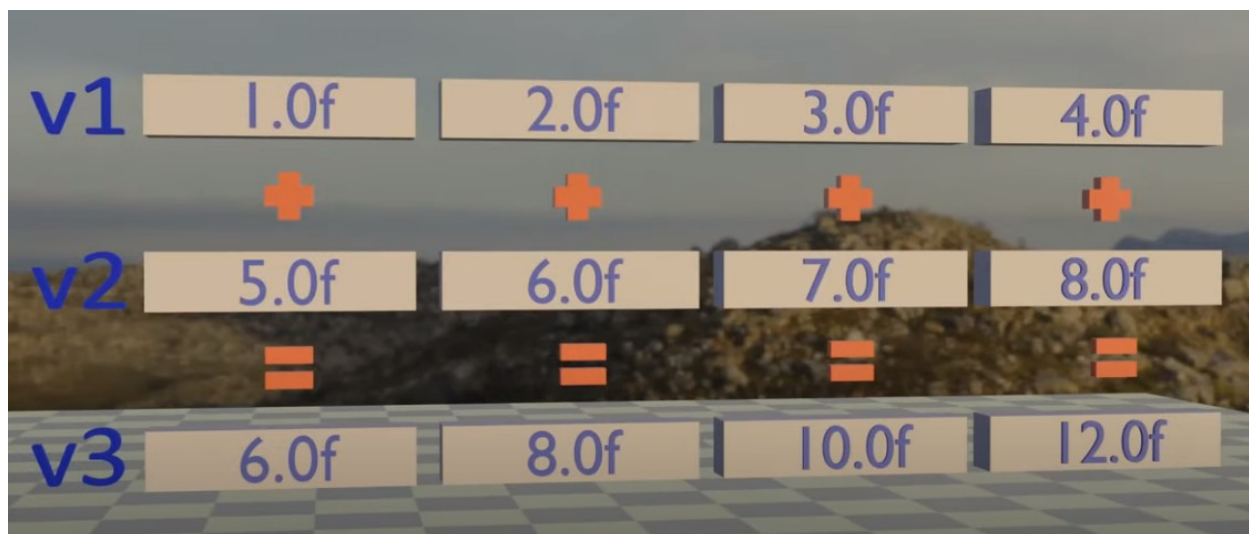 v1 1.0f 2.0f 3.0f 4.0f
+ + + +
v2 5.0f 6.0f 7.0f 8.0f
= = = =
v3 6.0f 8.0f 10.0f 12.0f